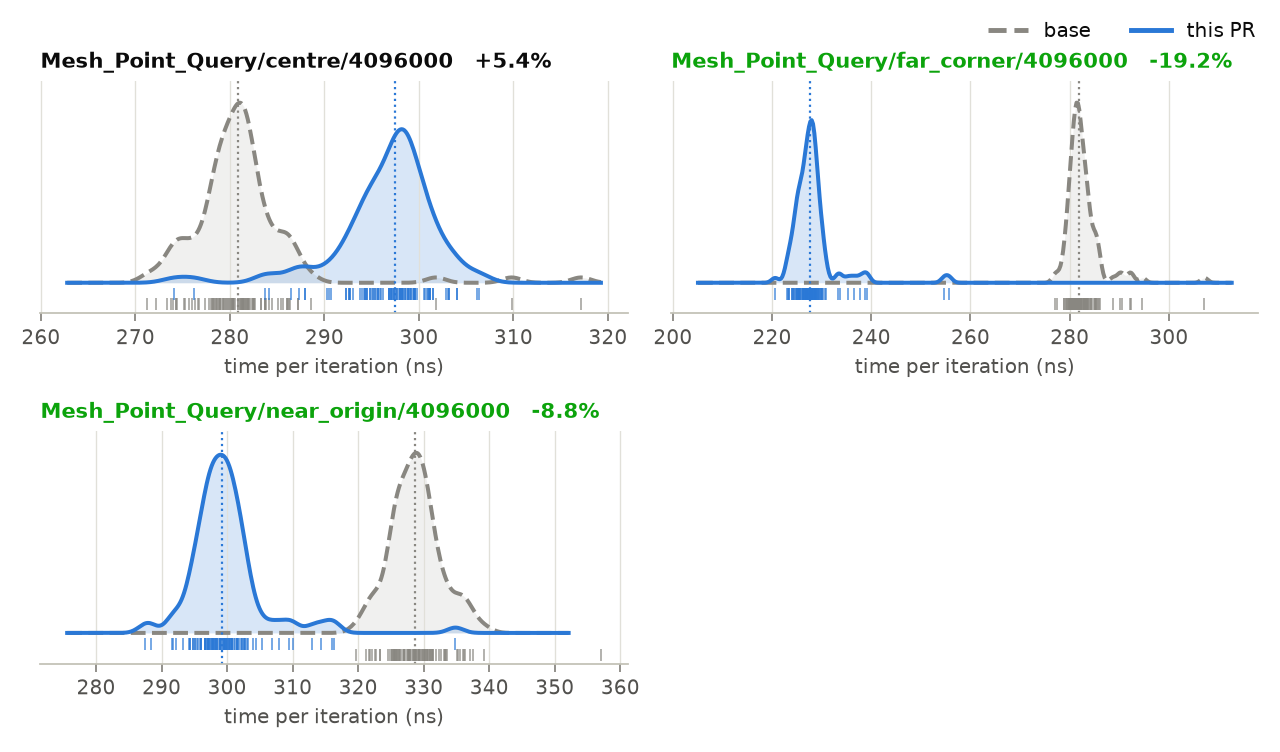 base this PR
Mesh_Point_Query/centre/4096000 +5.4%
260 270 280 290 300 310 320
time per iteration (ns)
Mesh_Point_Query/far_corner/4096000 -19.2%
200 220 240 260 280 300
time per iteration (ns)
Mesh_Point_Query/near_origin/4096000 -8.8%
280 290 300 310 320 330 340 350 360
time per iteration (ns)